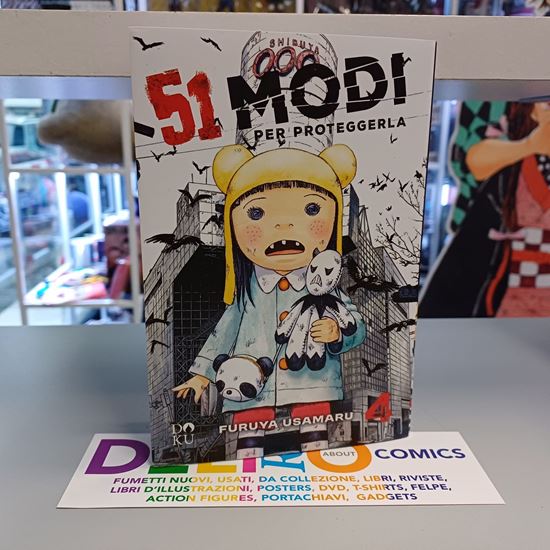 SHIBUYA
51 MODI
PER PROTEGGERLA
DOKU
FURUYA USAMARU 4
ABOUT COMICS
FUMETTI NUOVI, USATI, DA COLLEZIONE, LIBRI, RIVISTE,
LIBRI D'ILLUSTRAZIONI, POSTERS, DVD, T-SHIRTS, FELPE,
ACTION FIGURES, PORTACHIAVI, GADGETS